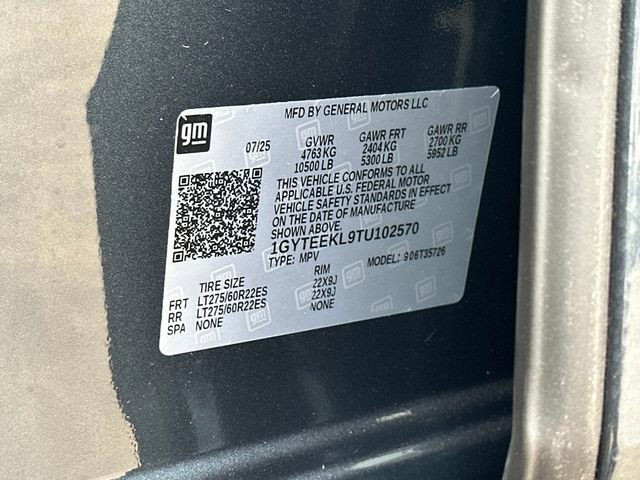 MFD BY GENERAL MOTORS LLC
gm
07/25 GVWR GAWR FRT GAWR RR
4763 KG 2404 KG 2700 KG
10500 LB 5300 LB 5952 LB
THIS VEHICLE CONFORMS TO ALL
APPLICABLE U.S. FEDERAL MOTOR
VEHICLE SAFETY STANDARDS IN EFFECT
ON THE DATE OF MANUFACTURE
1GYTEEKL9TU102570
TYPE: MPV MODEL: 906T35726
TIRE SIZE RIM
FRT LT275/60R22ES 22X9J
RR LT275/60R22ES 22X9J
SPA NONE NONE